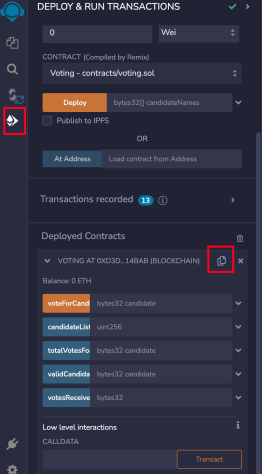 DEPLOY & RUN TRANSACTIONS
0 Wei
CONTRACT (Compiled by Remix)
Voting - contracts/voting.sol
Deploy bytes32[] candidateNames
Publish to IPFS
OR
At Address Load contract from Address
Transactions recorded 13 i
Deployed Contracts
VOTING AT 0XD3D...14BAB (BLOCKCHAIN)
Balance: 0 ETH
voteForCand bytes32 candidate
candidateList uint256
totalVotesFo bytes32 candidate
validCandida bytes32 candidate
votesReceive bytes32
Low level interactions i
CALLDATA
Transact